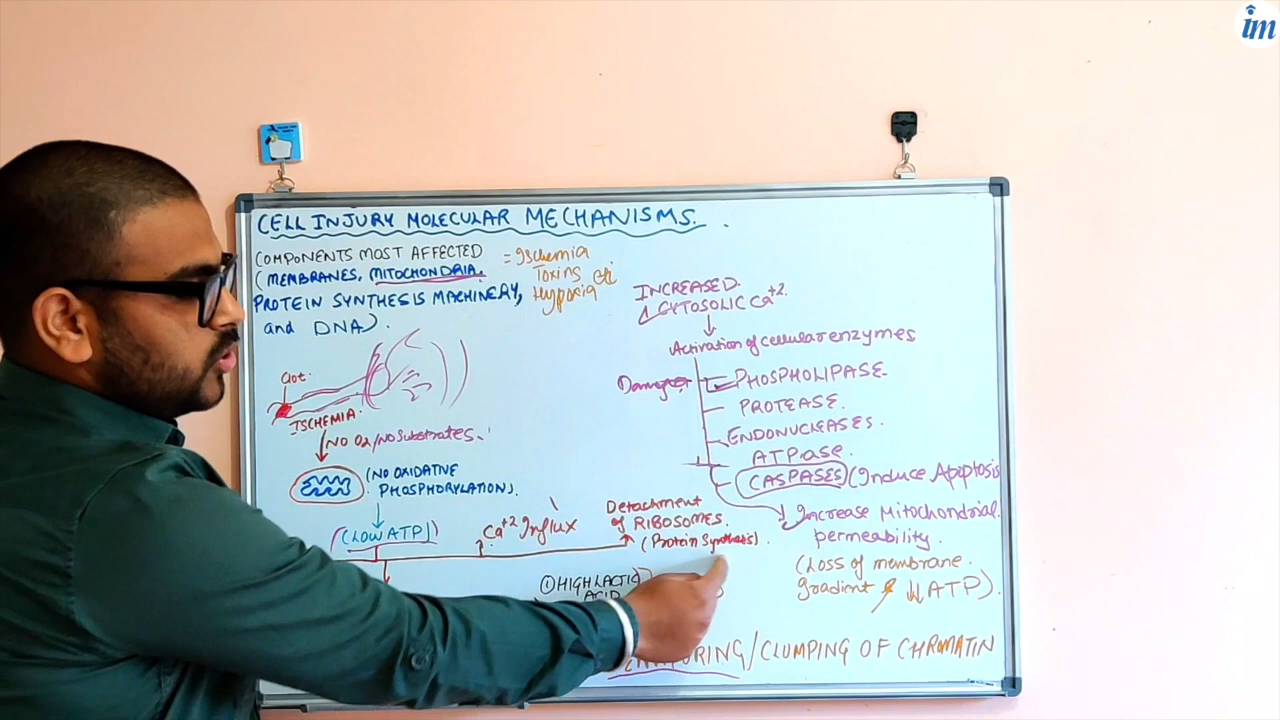 im
CELL INJURY MOLECULAR MECHANISMS.
COMPONENTS MOST AFFECTED
(MEMBRANES, MITOCHONDRIA,
PROTEIN SYNTHESIS MACHINERY,
and DNA).
= Ischemia
Toxins etc
Hypoxia
Clot.
ISCHEMIA.
NO O2/No Substrates.
(NO OXIDATIVE
PHOSPHORYLATION).
(LOW ATP)
Ca+2 Influx
Detachment
of RIBOSOMES.
(Protein Synthesis).
① HIGH LACTIC
ACID
INCREASED
CYTOSOLIC Ca+2.
Activation of cellular enzymes
Damage
PHOSPHOLIPASE.
PROTEASE.
ENDONUCLEASES.
ATPase.
CASPASES (Induce Apoptosis
Increase Mitochondrial
permeability.
(Loss of membrane
gradient & ↓↓ATP).
/CLUMPING OF CHROMATIN